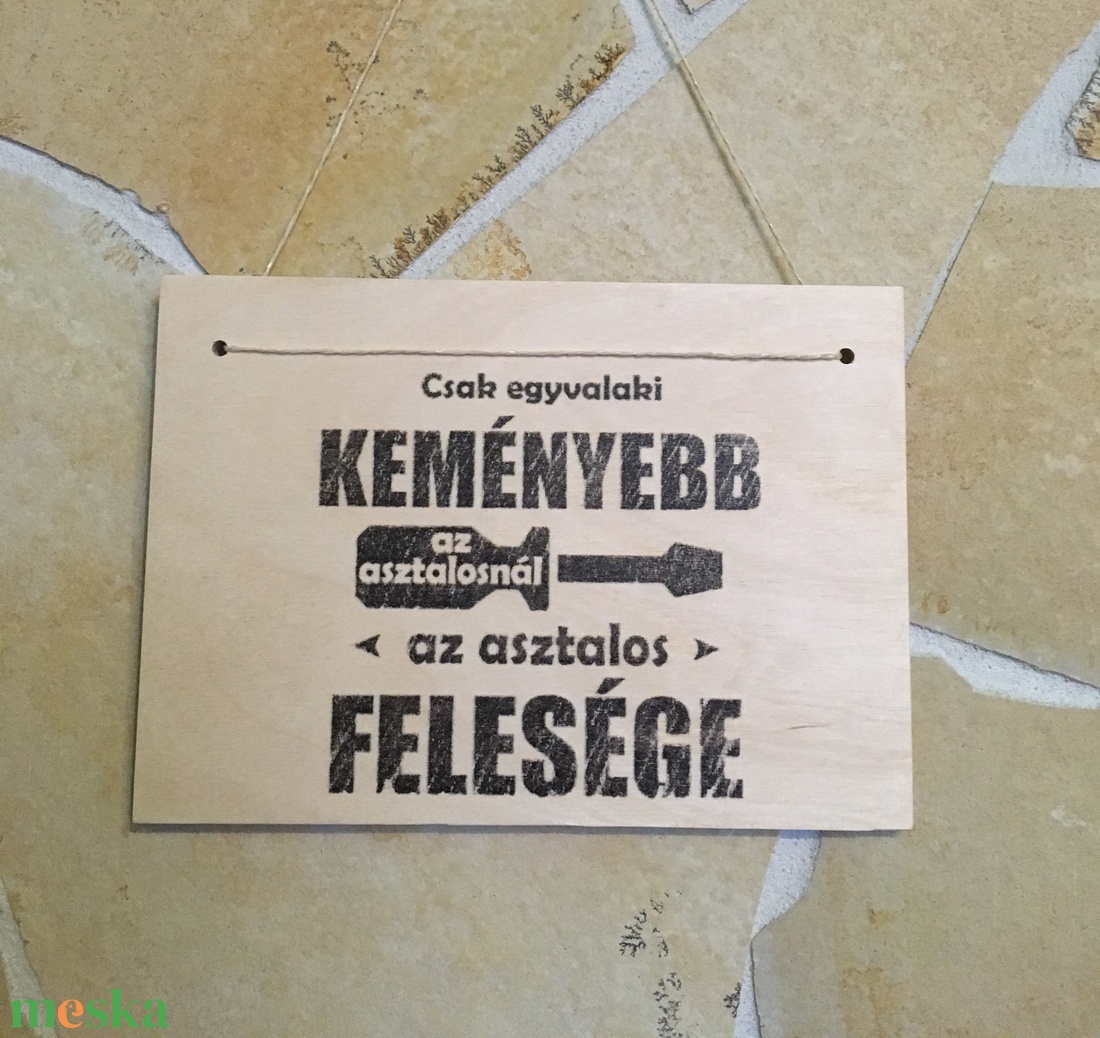 Csak egyvalaki
KEMÉNYEBB
az
asztalosnál
az asztalos
FELESÉGE
meska